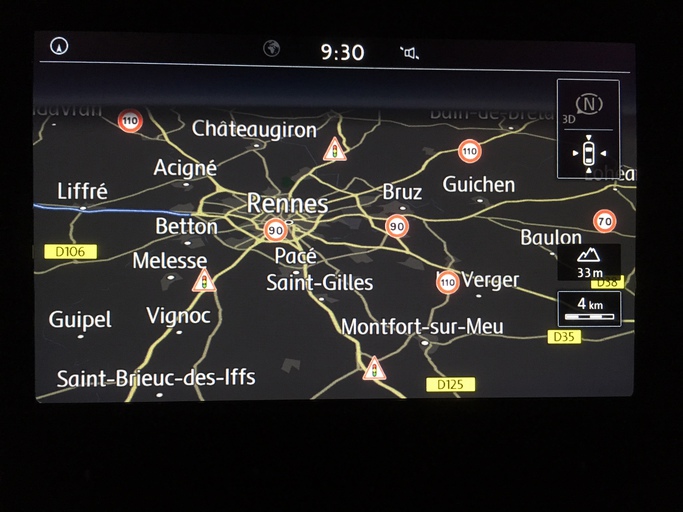 9:30
110
Châteaugiron
N
3D
110
Acigné
Liffré
Bruz
Guichen
Rennes
90
90
70
Betton
Baulon
D106
Melesse
Pacé
Saint-Gilles
110
Verger
33 m
D38
4 km
Guipel
Vignoc
Montfort-sur-Meu
D35
Saint-Brieuc-des-Iffs
D125